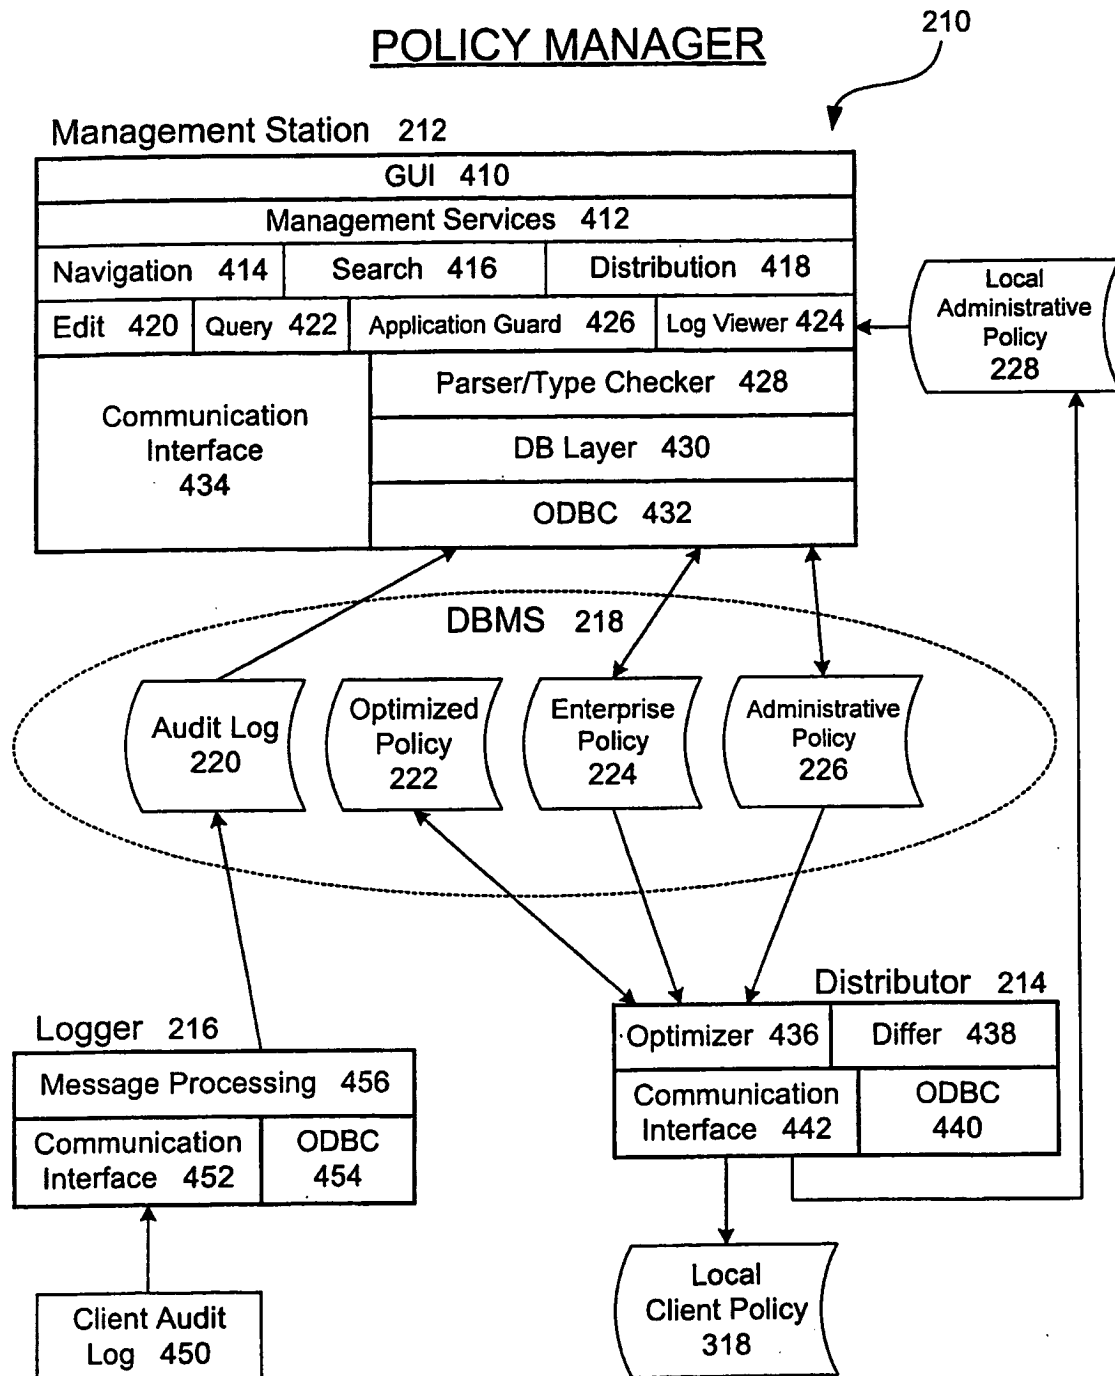 POLICY MANAGER
210
Management Station 212
GUI 410
Management Services 412
Navigation 414
Search 416
Distribution 418
Edit 420
Query 422
Application Guard 426
Log Viewer 424
Local
Administrative
Policy
228
Communication
Interface
434
Parser/Type Checker 428
DB Layer 430
ODBC 432
DBMS 218
Audit Log
220
Optimized
Policy
222
Enterprise
Policy
224
Administrative
Policy
226
Logger 216
Message Processing 456
Communication
Interface 452
ODBC
454
Client Audit
Log 450
Distributor 214
Optimizer 436
Differ 438
Communication
Interface 442
ODBC
440
Local
Client Policy
318